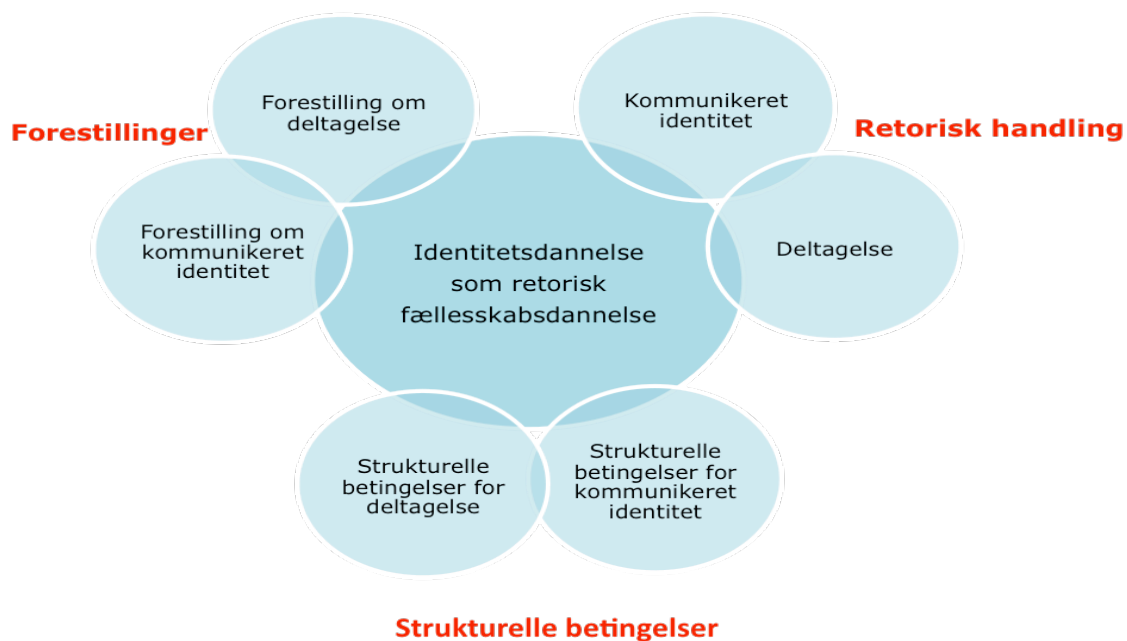 Forestilling om
deltagelse
Kommunikeret
identitet
Forestillinger
Retorisk handling
Forestilling om
kommunikeret
identitet
Identitetsdannelse
som retorisk
fællesskabsdannelse
Deltagelse
Strukturelle
betingelser for
deltagelse
Strukturelle
betingelser for
kommunikeret
identitet
Strukturelle betingelser